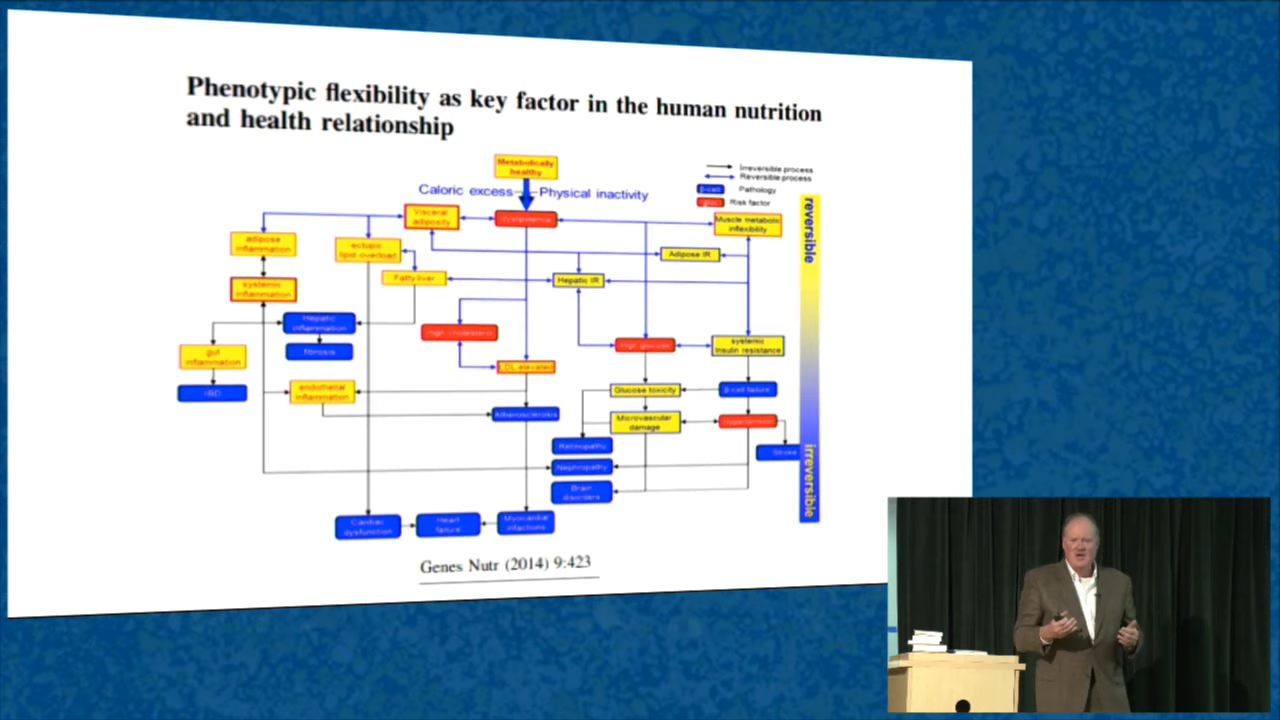 Phenotypic flexibility as key factor in the human nutrition
and health relationship
Metabolically
healthy
Irreversible process
Reversible process
β-cell
Pathology
Risk factor
Caloric excess
Physical inactivity
Visceral
adiposity
Dyslipidemia
Muscle metabolic
inflexibility
reversible
adipose
inflammation
ectopic
lipid overload
Adipose IR
Fatty liver
Hepatic IR
systemic
inflammation
Hepatic
inflammation
High cholesterol
High glucose
systemic
Insulin resistance
fibrosis
gut
inflammation
LDL elevated
IBD
endothelial
inflammation
Glucose toxicity
β-cell failure
Atherosclerosis
Microvascular
damage
Hypertension
Retinopathy
Stroke
Nephropathy
Brain
disorders
irreversible
Cardiac
dysfunction
Heart
failure
Myocardial
infactions
Genes Nutr (2014) 9:423